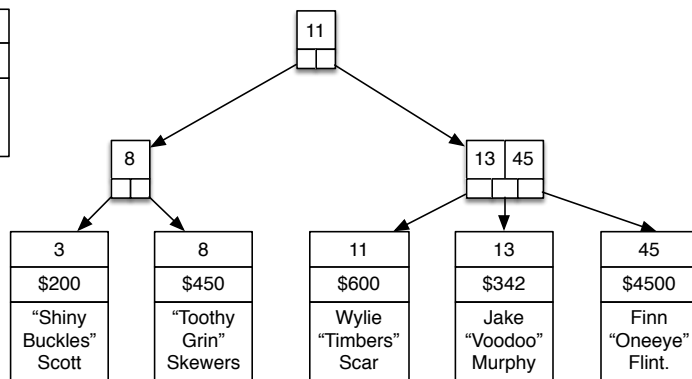 11
8
13 45
3 8 11 13 45
$200 $450 $600 $342 $4500
“Shiny “Toothy Wylie Jake Finn
Buckles” Grin” “Timbers” “Voodoo” “Oneeye”
Scott Skewers Scar Murphy Flint.